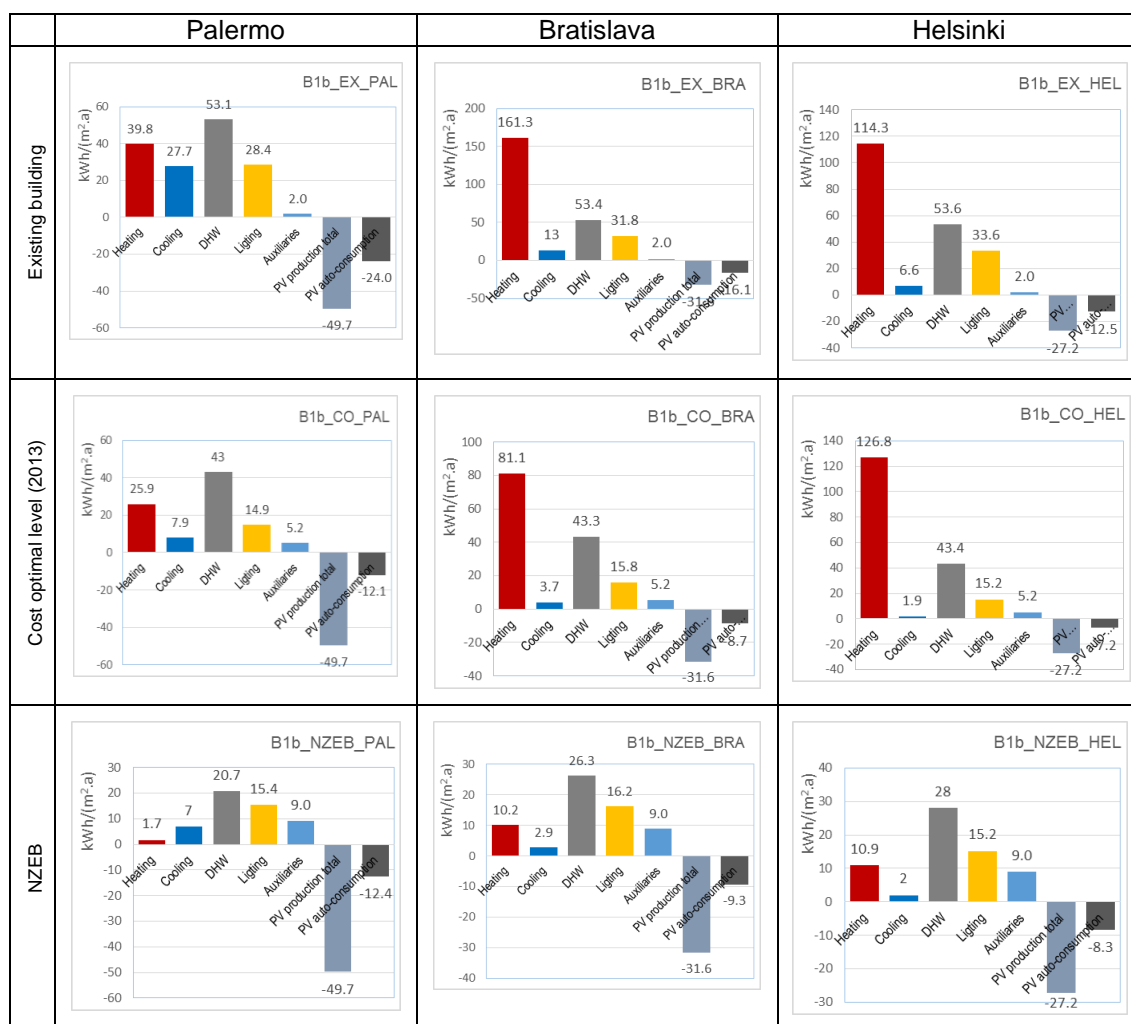 Palermo
Bratislava
Helsinki
Existing building
B1b_EX_PAL
kWh/(m².a)
60
40
20
0
-20
-40
-60
39.8
27.7
53.1
28.4
2.0
-49.7
-24.0
Heating
Cooling
DHW
Ligting
Auxiliaries
PV production total
PV auto-consumption
B1b_EX_BRA
kWh/(m².a)
200
150
100
50
0
-50
161.3
13
53.4
31.8
2.0
-16.1
Heating
Cooling
DHW
Ligting
Auxiliaries
PV production total
PV auto-consumption
B1b_EX_HEL
kWh/(m².a)
140
120
100
80
60
40
20
0
-20
-40
114.3
6.6
53.6
33.6
2.0
-27.2
-12.5
Heating
Cooling
DHW
Ligting
Auxiliaries
PV...
PV auto-...
Cost optimal level (2013)
B1b_CO_PAL
kWh/(m².a)
60
40
20
0
-20
-40
-60
25.9
7.9
43
14.9
5.2
-49.7
-12.1
Heating
Cooling
DHW
Ligting
Auxiliaries
PV production total
PV auto-consumption
B1b_CO_BRA
kWh/(m².a)
100
80
60
40
20
0
-20
-40
81.1
3.7
43.3
15.8
5.2
-31.6
-8.7
Heating
Cooling
DHW
Ligting
Auxiliaries
PV production...
PV auto-...
B1b_CO_HEL
kWh/(m².a)
140
120
100
80
60
40
20
0
-20
-40
126.8
1.9
43.4
15.2
5.2
-27.2
-7.2
Heating
Cooling
DHW
Ligting
Auxiliaries
PV...
PV auto-...
NZEB
B1b_NZEB_PAL
kWh/(m².a)
30
20
10
0
-10
-20
-30
-40
-50
-60
1.7
7
20.7
15.4
9.0
-49.7
-12.4
Heating
Cooling
DHW
Ligting
Auxiliaries
PV production total
PV auto-consumption
B1b_NZEB_BRA
kWh/(m².a)
30
20
10
0
-10
-20
-30
-40
10.2
2.9
26.3
16.2
9.0
-31.6
-9.3
Heating
Cooling
DHW
Ligting
Auxiliaries
PV production total
PV auto-consumption
B1b_NZEB_HEL
kWh/(m².a)
40
30
20
10
0
-10
-20
-30
10.9
2
28
15.2
9.0
-27.2
-8.3
Heating
Cooling
DHW
Ligting
Auxiliaries
PV production total
PV auto-consumption